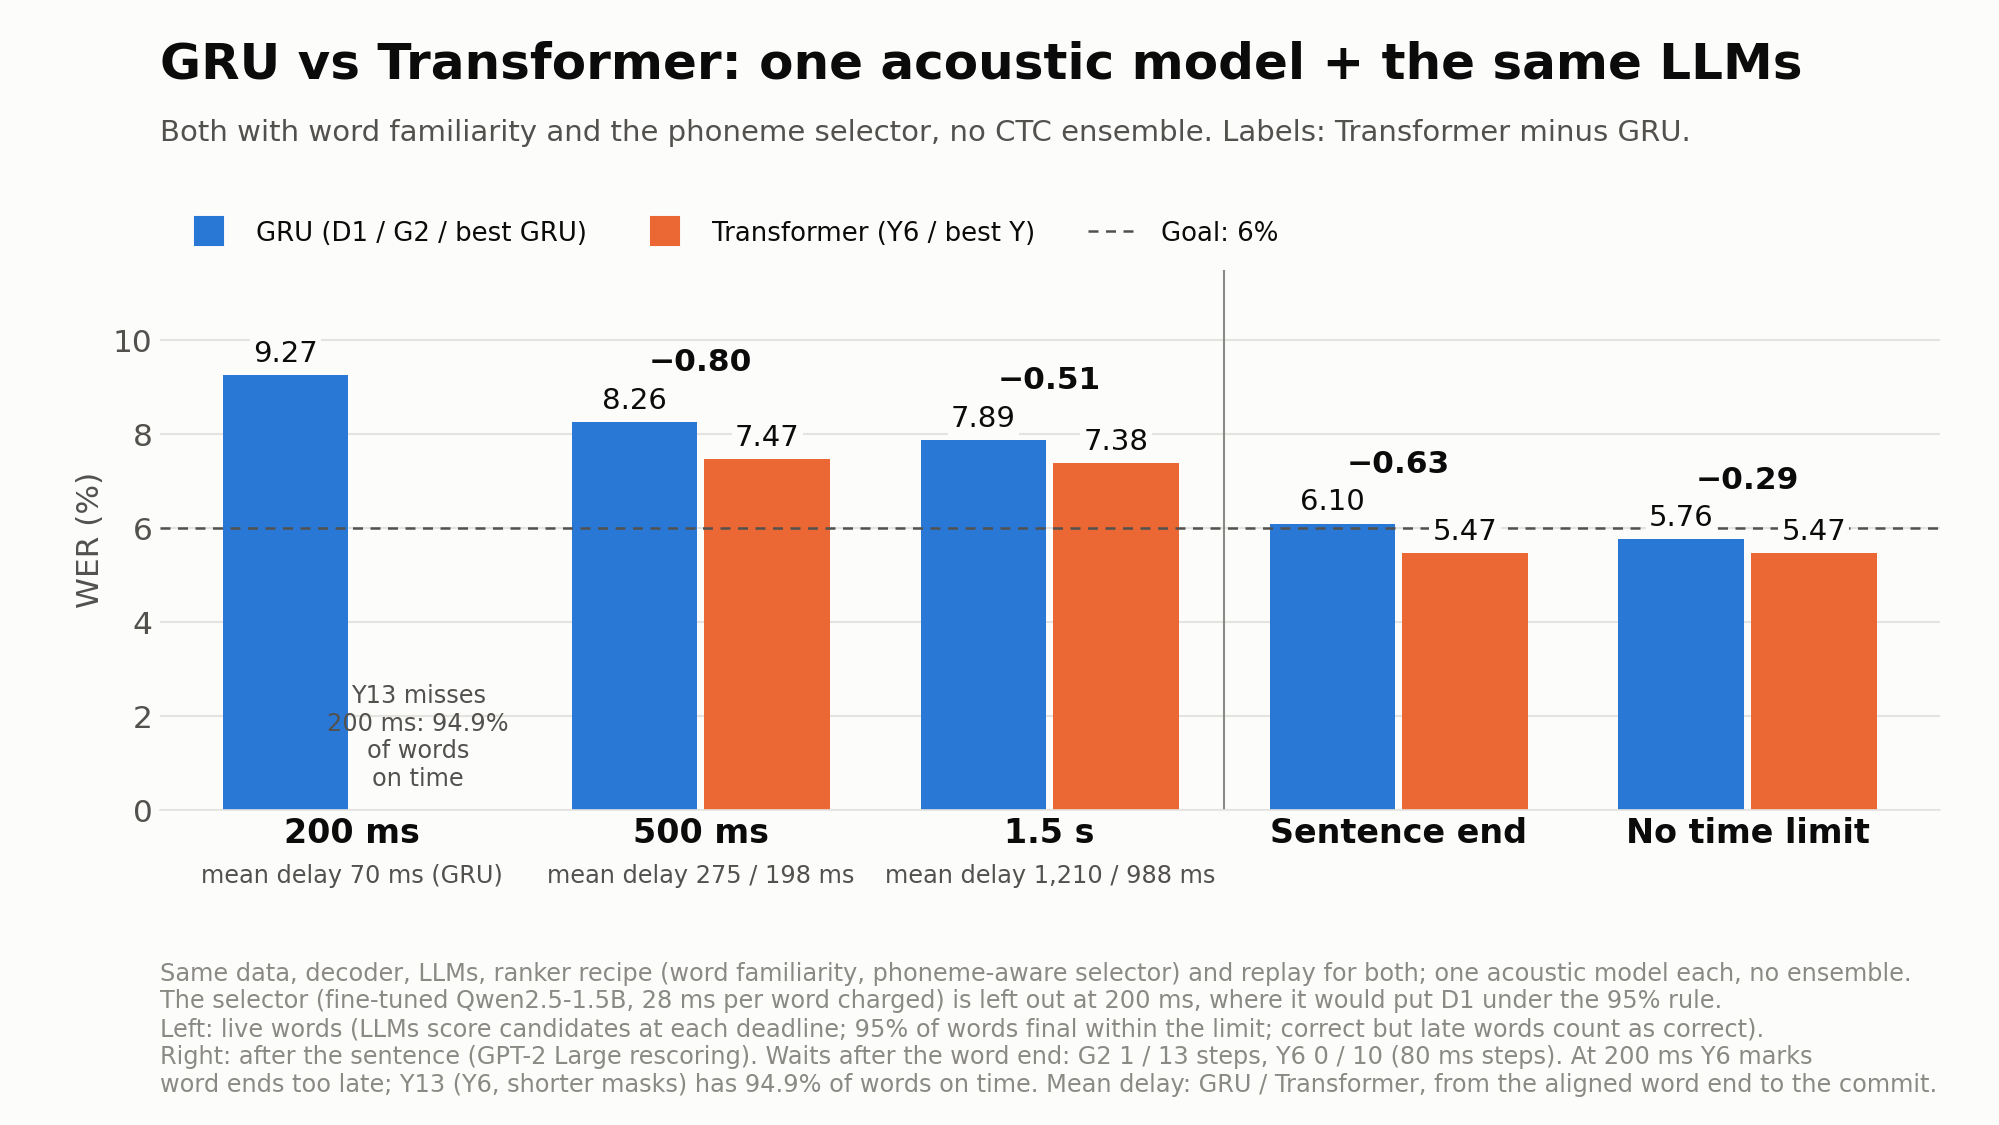 GRU vs Transformer: one acoustic model + the same LLMs
Both with word familiarity and the phoneme selector, no CTC ensemble. Labels: Transformer minus GRU.
GRU (D1 / G2 / best GRU)
Transformer (Y6 / best Y)
Goal: 6%
WER (%)
10
8
6
4
2
0
9.27
Y13 misses
200 ms: 94.9%
of words
on time
−0.80
8.26
7.47
−0.51
7.89
7.38
−0.63
6.10
5.47
−0.29
5.76
5.47
200 ms
500 ms
1.5 s
Sentence end
No time limit
mean delay 70 ms (GRU)
mean delay 275 / 198 ms
mean delay 1,210 / 988 ms
Same data, decoder, LLMs, ranker recipe (word familiarity, phoneme-aware selector) and replay for both; one acoustic model each, no ensemble.
The selector (fine-tuned Qwen2.5-1.5B, 28 ms per word charged) is left out at 200 ms, where it would put D1 under the 95% rule.
Left: live words (LLMs score candidates at each deadline; 95% of words final within the limit; correct but late words count as correct).
Right: after the sentence (GPT-2 Large rescoring). Waits after the word end: G2 1 / 13 steps, Y6 0 / 10 (80 ms steps). At 200 ms Y6 marks
word ends too late; Y13 (Y6, shorter masks) has 94.9% of words on time. Mean delay: GRU / Transformer, from the aligned word end to the commit.